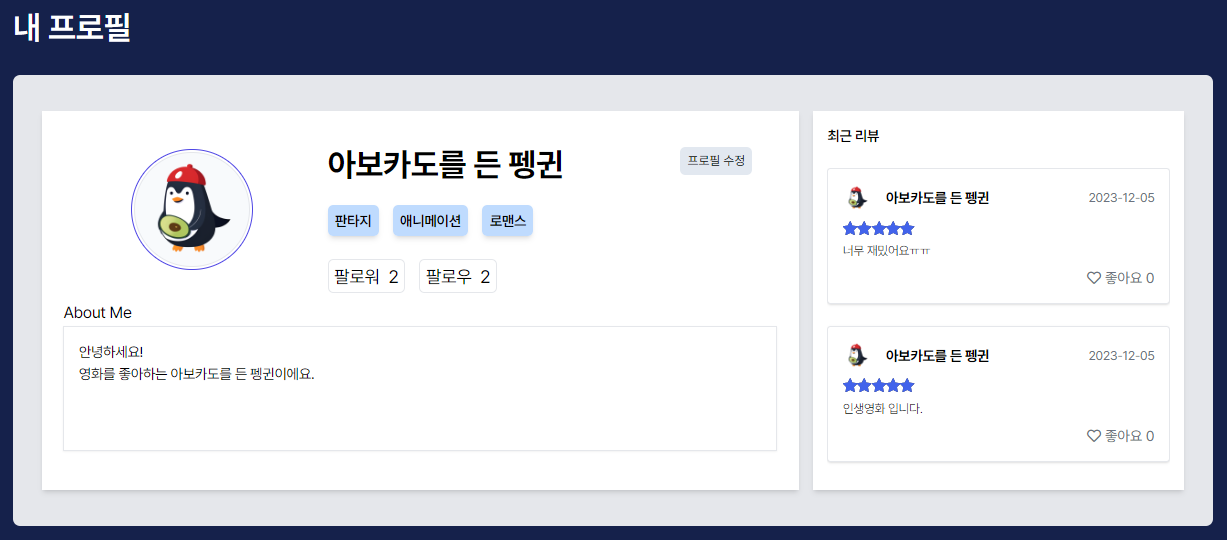 내 프로필
아보카도를 든 펭귄
프로필 수정
판타지 애니메이션 로맨스
팔로워 2 팔로우 2
About Me
안녕하세요!
영화를 좋아하는 아보카도를 든 펭귄이에요.
최근 리뷰
아보카도를 든 펭귄 2023-12-05
너무 재밌어요ㅠㅠ
좋아요 0
아보카도를 든 펭귄 2023-12-05
인생영화 입니다.
좋아요 0